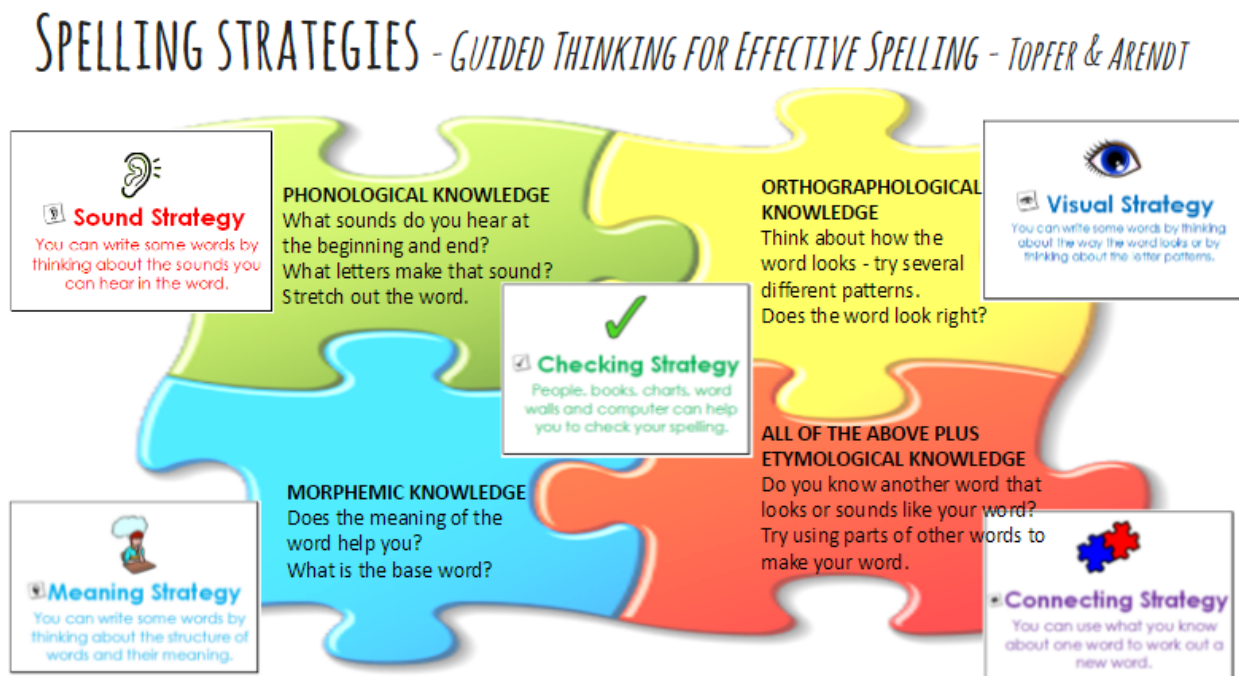 SPELLING STRATEGIES - GUIDED THINKING FOR EFFECTIVE SPELLING - TOPFER & ARENDT
Sound Strategy
You can write some words by
thinking about the sounds you
can hear in the word.
PHONOLOGICAL KNOWLEDGE
What sounds do you hear at
the beginning and end?
What letters make that sound?
Stretch out the word.
ORTHOGRAPHOLOGICAL
KNOWLEDGE
Think about how the
word looks - try several
different patterns.
Does the word look right?
Visual Strategy
You can write some words by thinking
about the way the word looks or by
thinking about the letter patterns.
Checking Strategy
People, books, charts, word
walls and computer can help
you to check your spelling.
MORPHEMIC KNOWLEDGE
Does the meaning of the
word help you?
What is the base word?
Meaning Strategy
You can write some words by
thinking about the structure of
words and their meaning.
ALL OF THE ABOVE PLUS
ETYMOLOGICAL KNOWLEDGE
Do you know another word that
looks or sounds like your word?
Try using parts of other words to
make your word.
Connecting Strategy
You can use what you know
about one word to work out a
new word.